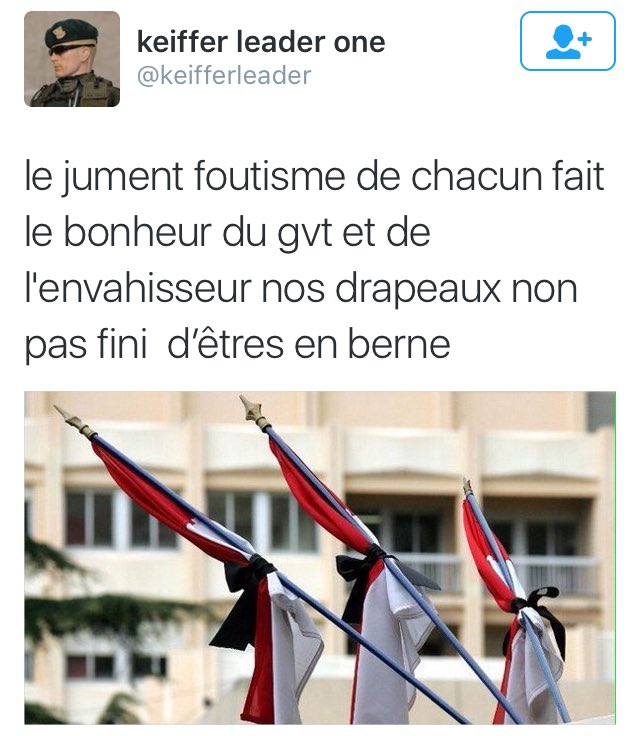 keiffer leader one
@keifferleader
le jument foutisme de chacun fait
le bonheur du gvt et de
l'envahisseur nos drapeaux non
pas fini d'êtres en berne